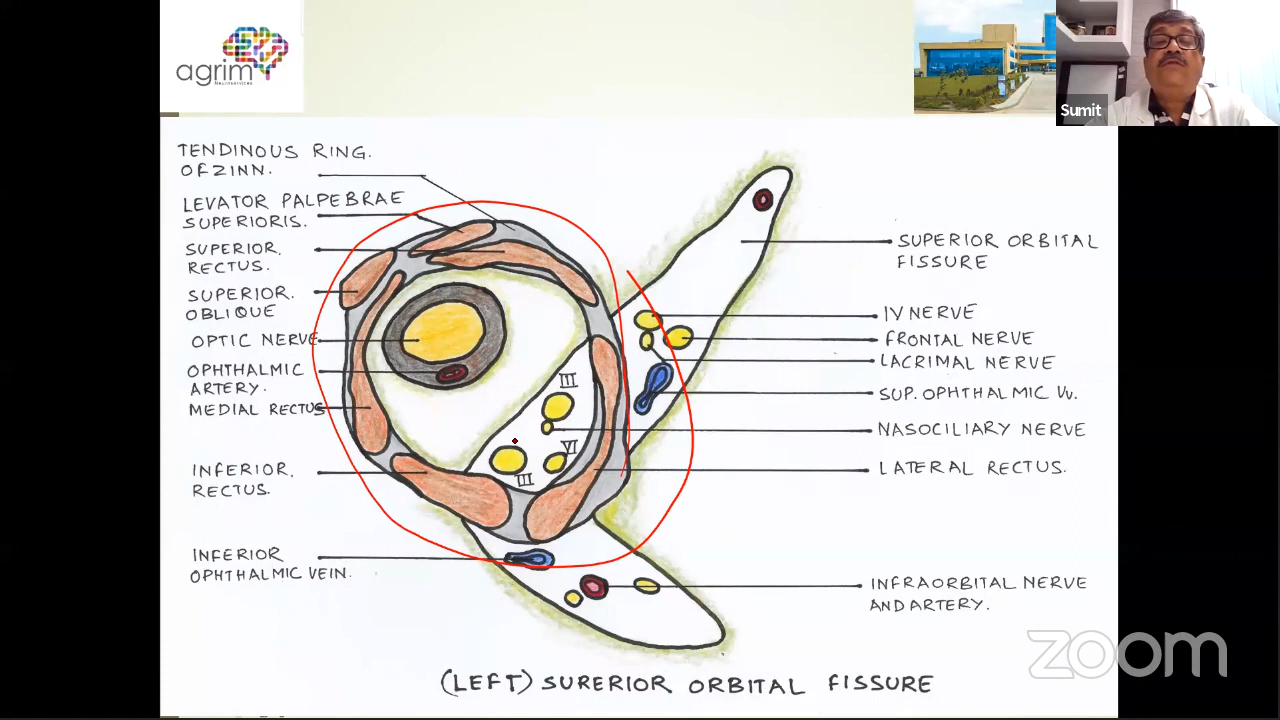 agrim
Neuroservices
Sumit
TENDINOUS RING.
OF ZINN.
LEVATOR PALPEBRAE
SUPERIORIS.
SUPERIOR.
RECTUS.
SUPERIOR.
OBLIQUE
OPTIC NERVE
OPHTHALMIC
ARTERY.
MEDIAL RECTUS
INFERIOR.
RECTUS.
INFERIOR
OPHTHALMIC VEIN.
III
VI
III
SUPERIOR ORBITAL
FISSURE
IV NERVE
FRONTAL NERVE
LACRIMAL NERVE
SUP. OPHTHALMIC Vv.
NASOCILIARY NERVE
LATERAL RECTUS.
INFRAORBITAL NERVE
AND ARTERY.
(LEFT) SURERIOR ORBITAL FISSURE
zoom